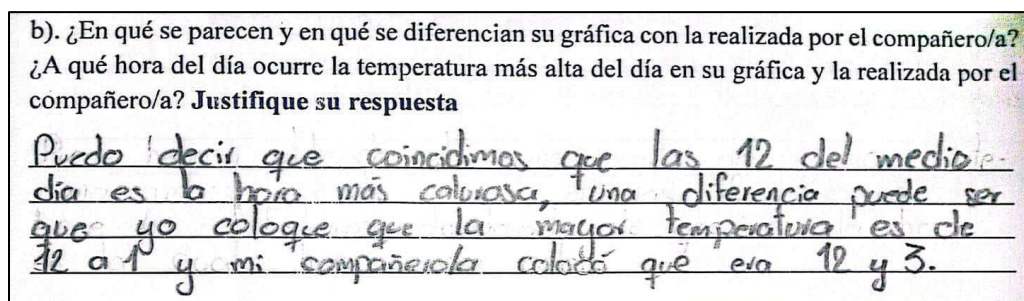 b). ¿En qué se parecen y en qué se diferencian su gráfica con la realizada por el compañero/a?
¿A qué hora del día ocurre la temperatura más alta del día en su gráfica y la realizada por el
compañero/a? Justifique su respuesta
Puedo decir que coincidimos que las 12 del medio
día es la hora más calurosa, una diferencia puede ser
que yo coloque que la mayor temperatura es de
12 a 1 y mi compañero/a colocó que era 12 y 3.